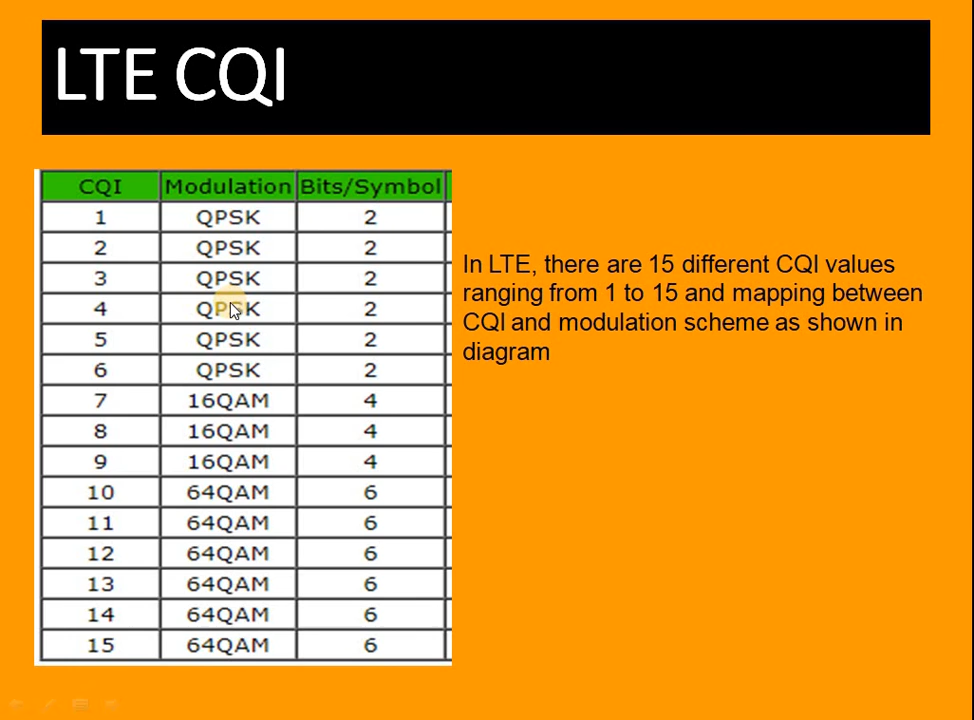 LTE CQI
CQI Modulation Bits/Symbol
1 QPSK 2
2 QPSK 2
3 QPSK 2
4 QPSK 2
5 QPSK 2
6 QPSK 2
7 16QAM 4
8 16QAM 4
9 16QAM 4
10 64QAM 6
11 64QAM 6
12 64QAM 6
13 64QAM 6
14 64QAM 6
15 64QAM 6
In LTE, there are 15 different CQI values
ranging from 1 to 15 and mapping between
CQI and modulation scheme as shown in
diagram